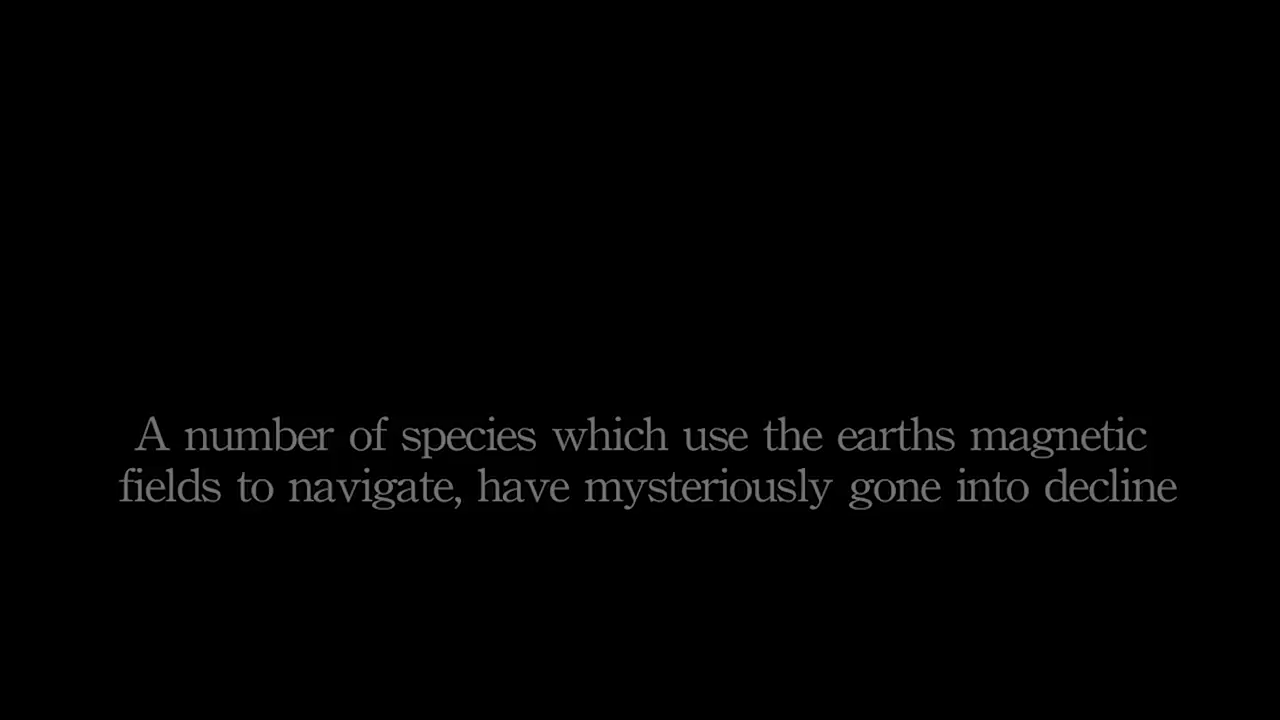 A number of species which use the earths magnetic
fields to navigate, have mysteriously gone into decline